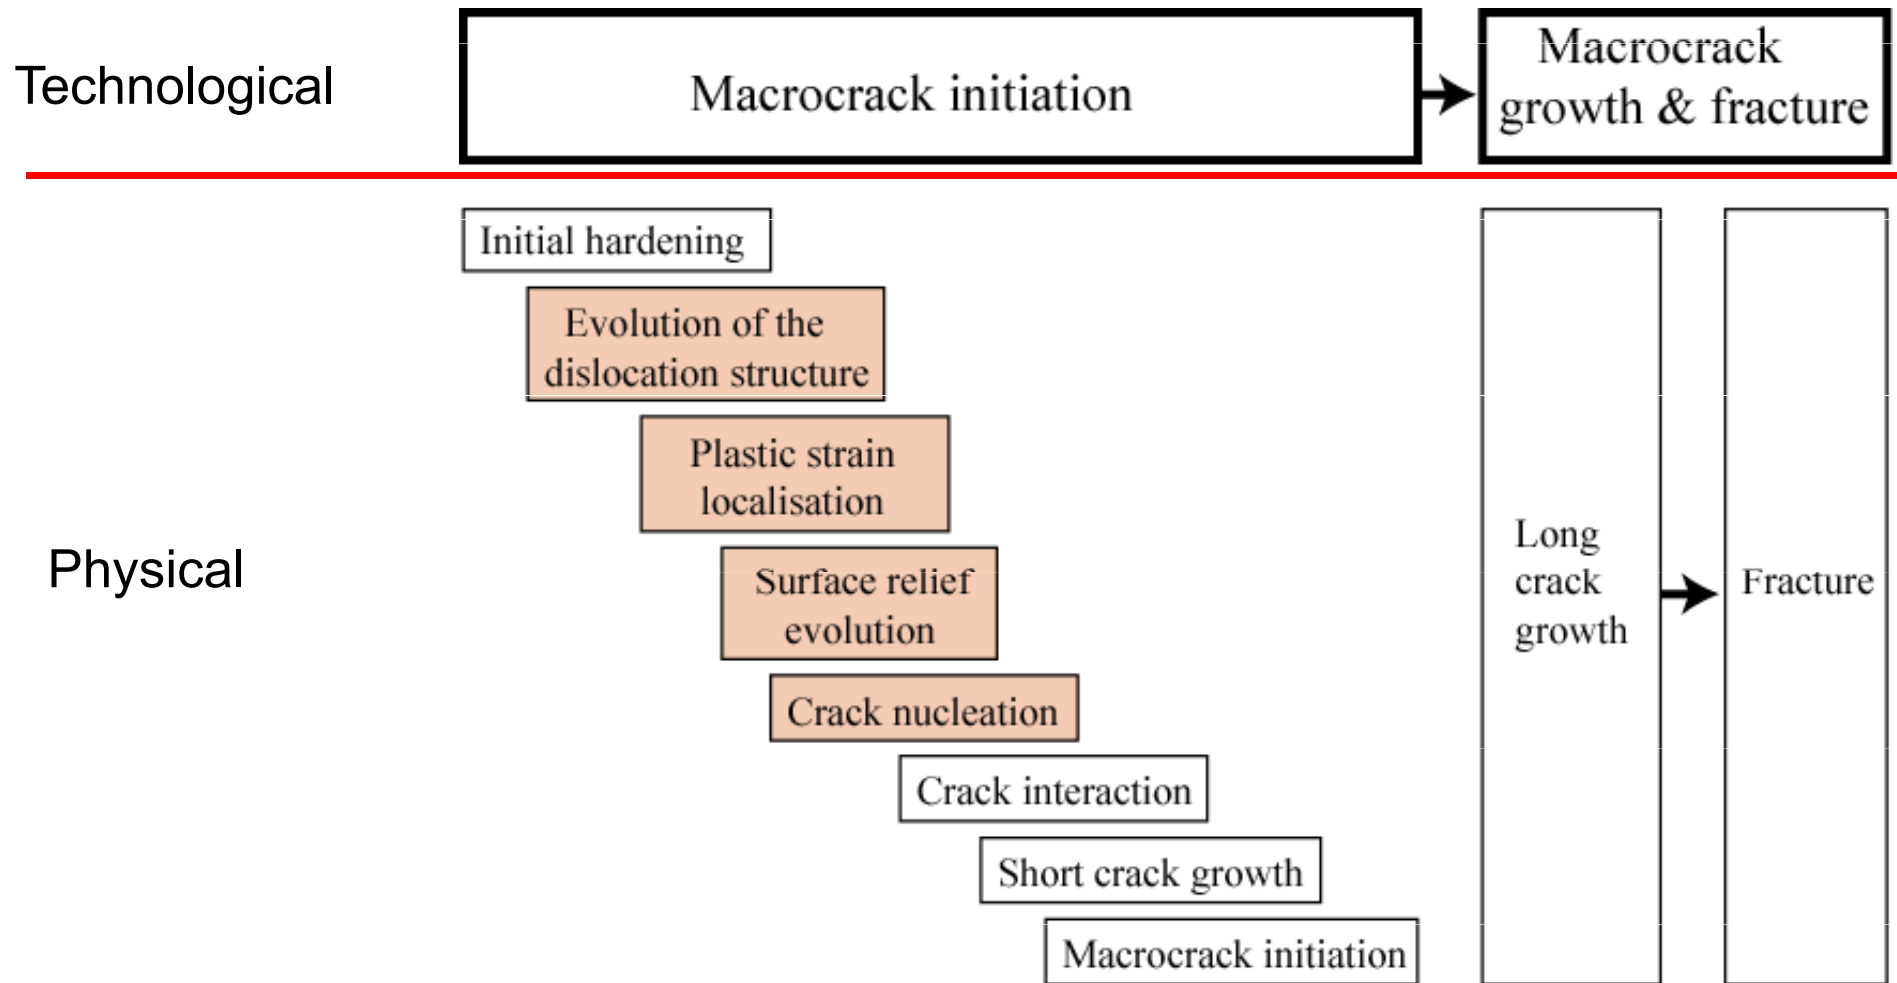 Technological
Macrocrack initiation
Macrocrack
growth & fracture
Physical
Initial hardening
Evolution of the
dislocation structure
Plastic strain
localisation
Surface relief
evolution
Crack nucleation
Crack interaction
Short crack growth
Macrocrack initiation
Long
crack
growth
Fracture